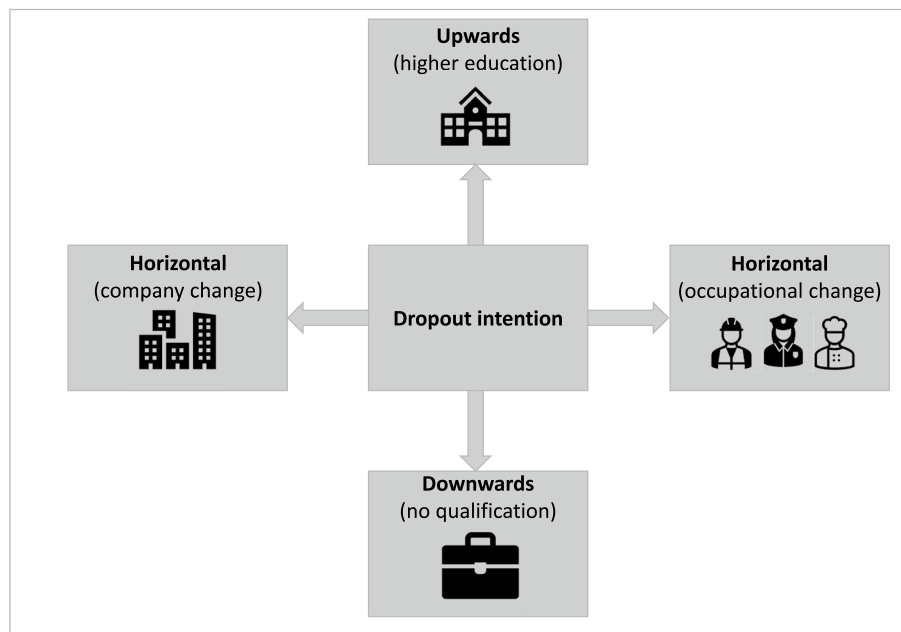 Upwards
(higher education)
Horizontal
(company change)
Dropout intention
Horizontal
(occupational change)
Downwards
(no qualification)